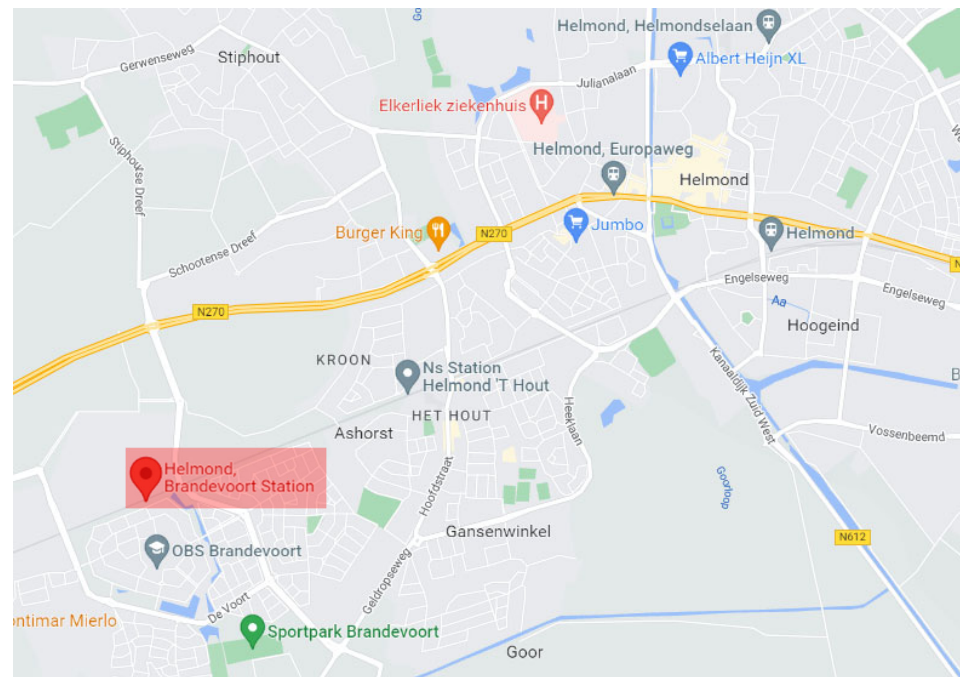 Helmond, Helmondselaan
Gerwenseweg
Stiphout
Albert Heijn XL
Julianalaan
Elkerliek ziekenhuis
H
Stiphoutse Dreef
Helmond, Europaweg
Helmond
Burger King
N270
Jumbo
Helmond
Schootense Dreef
Engelseweg
Engelseweg
Aa
N270
Hoogeind
KROON
Ns Station
Helmond 'T Hout
Kanaaldijk Zuid West
HET HOUT
Heeklaan
Ashorst
Vossenbeemd
Helmond,
Brandevoort Station
Hoofdstraat
Goorloop
Gansenwinkel
N612
OBS Brandevoort
Geldropseweg
De Voort
ontimar Mierlo
Sportpark Brandevoort
Goor